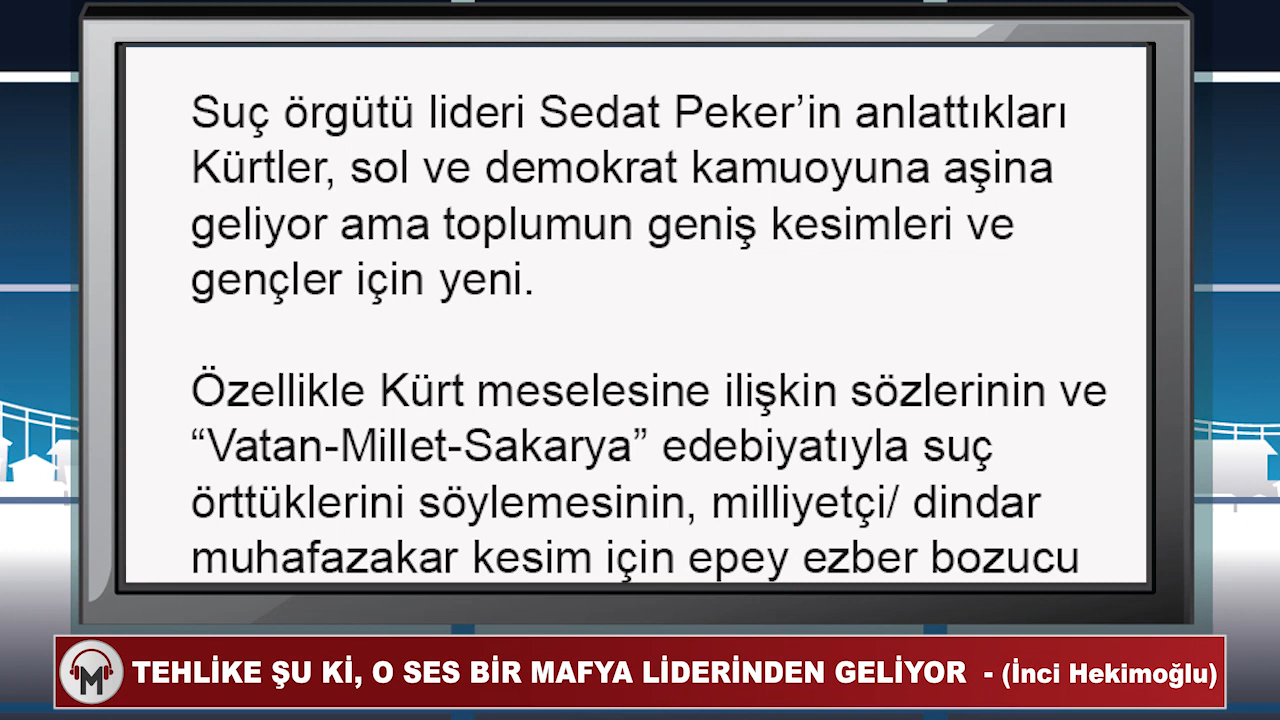 Suç örgütü lideri Sedat Peker’in anlattıkları
Kürtler, sol ve demokrat kamuoyuna aşina
geliyor ama toplumun geniş kesimleri ve
gençler için yeni.
Özellikle Kürt meselesine ilişkin sözlerinin ve
“Vatan-Millet-Sakarya” edebiyatıyla suç
örttüklerini söylemesinin, milliyetçi/ dindar
muhafazakar kesim için epey ezber bozucu
M TEHLİKE ŞU Kİ, O SES BİR MAFYA LİDERİNDEN GELİYOR - (İnci Hekimoğlu)